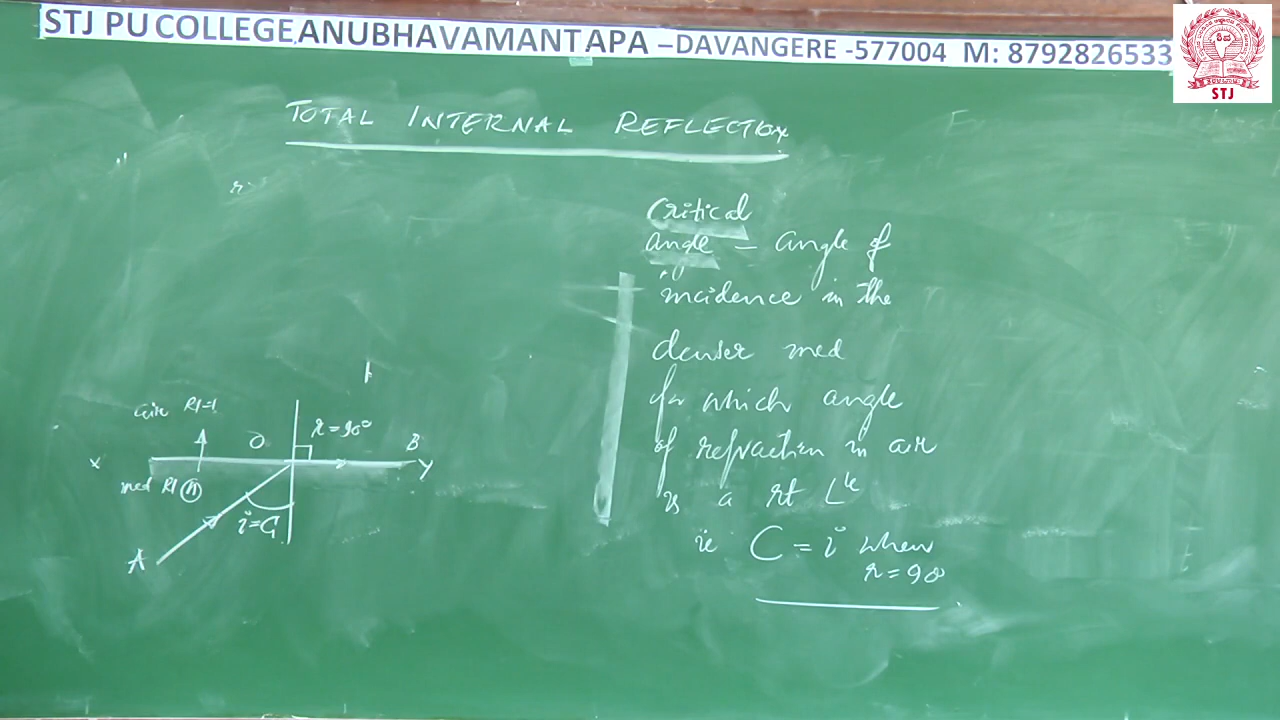 STJ PU COLLEGE, ANUBHAVAMANTAPA – DAVANGERE -577004 M: 8792826533
STJ
TOTAL INTERNAL REFLECTION
Critical
angle – angle of
incidence in the
denser med
for which angle
of refraction in air
is a rt Lle
ie C = i when
r = 90
air RI=1
O
r = 90°
B
X
Y
med RI (n)
i = C
A